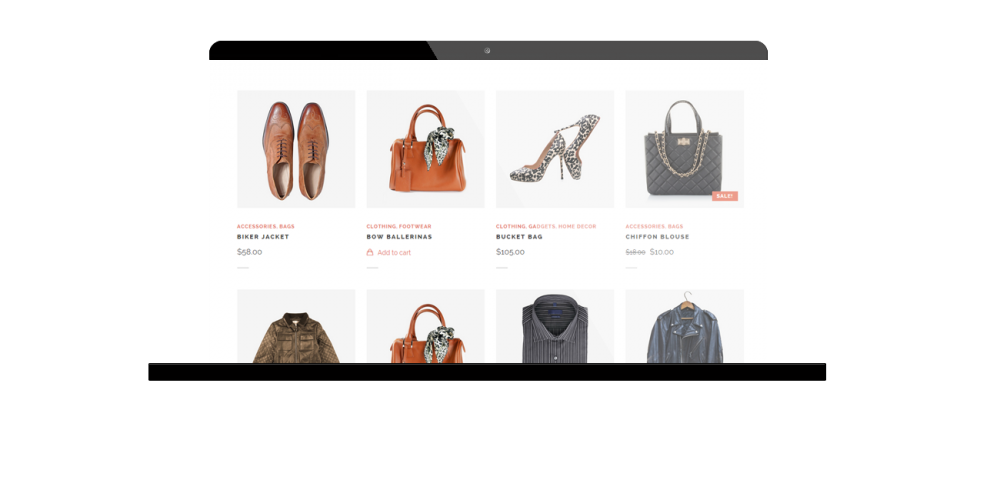 SALE!
ACCESSORIES, BAGS
BIKER JACKET
$58.00
CLOTHING, FOOTWEAR
BOW BALLERINAS
Add to cart
CLOTHING, GADGETS, HOME DECOR
BUCKET BAG
$105.00
ACCESSORIES, BAGS
CHIFFON BLOUSE
$18.00 $10.00